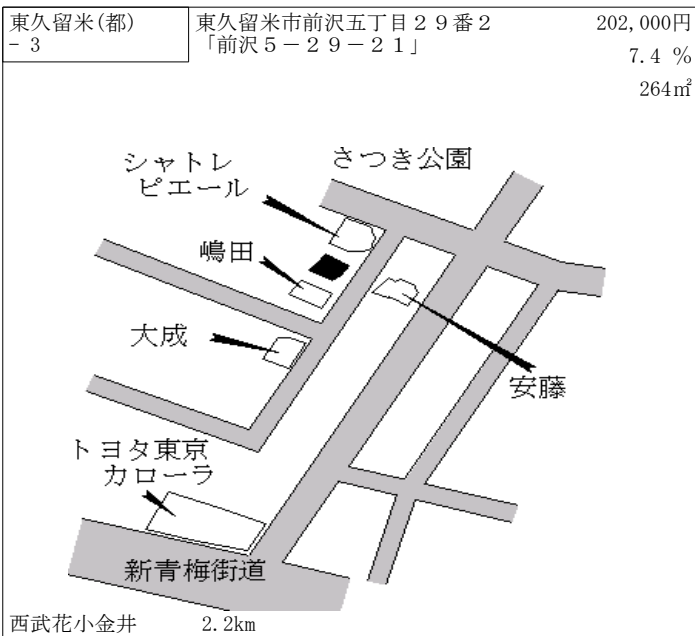 東久留米(都)
－３
東久留米市前沢五丁目２９番２
「前沢５－２９－２１」
202,000円
7.4 %
264㎡
さつき公園
シャトレ
ピエール
嶋田
大成
安藤
トヨタ東京
カローラ
新青梅街道
西武花小金井 2.2km